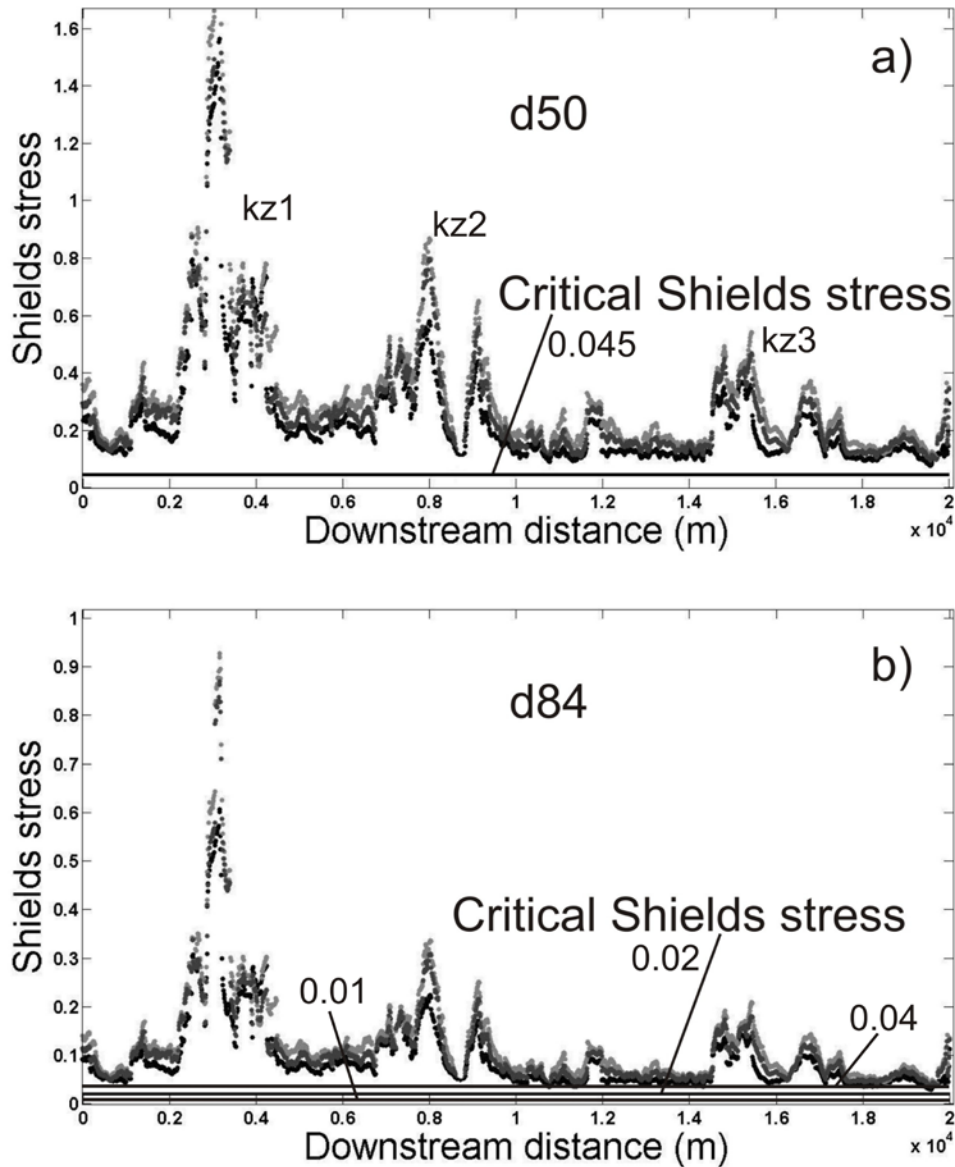 a)
d50
kz1
kz2
kz3
Critical Shields stress
0.045
Shields stress
1.6
1.4
1.2
1
0.8
0.6
0.4
0.2
0
0 0.2 0.4 0.6 0.8 1 1.2 1.4 1.6 1.8 2
Downstream distance (m)
x 10⁴
b)
d84
Critical Shields stress
0.01
0.02
0.04
Shields stress
1
0.9
0.8
0.7
0.6
0.5
0.4
0.3
0.2
0.1
0
0 0.2 0.4 0.6 0.8 1 1.2 1.4 1.6 1.8 2
Downstream distance (m)
x 10⁴